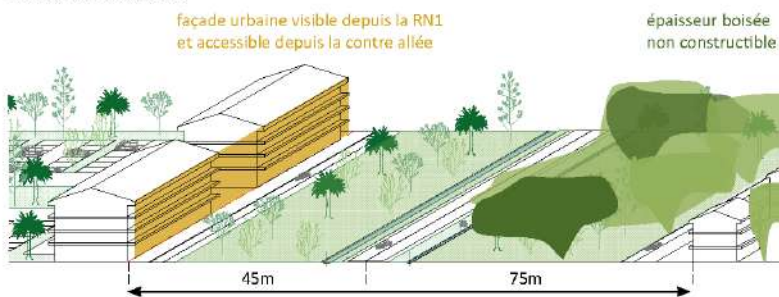 façade urbaine visible depuis la RN1
et accessible depuis la contre allée
épaisseur boisée
non constructible
45m
75m